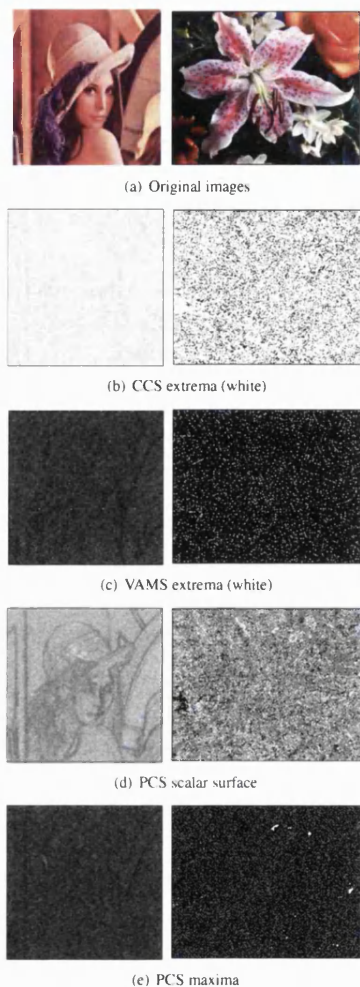 (a) Original images
(b) CCS extrema (white)
(c) VAMS extrema (white)
(d) PCS scalar surface
(e) PCS maxima